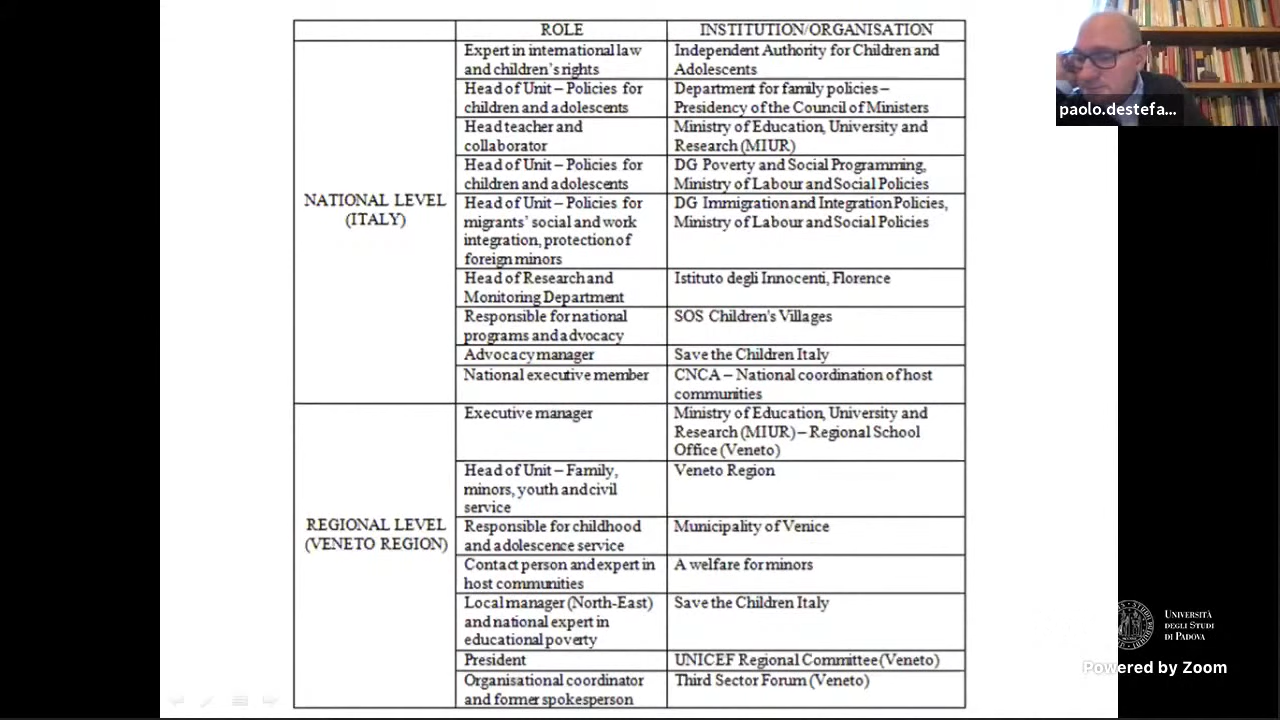 ROLE
INSTITUTION/ORGANISATION
NATIONAL LEVEL
(ITALY)
Expert in international law
and children's rights
Independent Authority for Children and
Adolescents
Head of Unit – Policies for
children and adolescents
Department for family policies –
Presidency of the Council of Ministers
Head teacher and
collaborator
Ministry of Education, University and
Research (MIUR)
Head of Unit – Policies for
children and adolescents
DG Poverty and Social Programming,
Ministry of Labour and Social Policies
Head of Unit – Policies for
migrants' social and work
integration, protection of
foreign minors
DG Immigration and Integration Policies,
Ministry of Labour and Social Policies
Head of Research and
Monitoring Department
Istituto degli Innocenti, Florence
Responsible for national
programs and advocacy
SOS Children's Villages
Advocacy manager
Save the Children Italy
National executive member
CNCA – National coordination of host
communities
REGIONAL LEVEL
(VENETO REGION)
Executive manager
Ministry of Education, University and
Research (MIUR) – Regional School
Office (Veneto)
Head of Unit – Family,
minors, youth and civil
service
Veneto Region
Responsible for childhood
and adolescence service
Municipality of Venice
Contact person and expert in
host communities
A welfare for minors
Local manager (North-East)
and national expert in
educational poverty
Save the Children Italy
President
UNICEF Regional Committee (Veneto)
Organisational coordinator
and former spokesperson
Third Sector Forum (Veneto)
paolo.destefa...
UNIVERSITÀ
DEGLI STUDI
DI PADOVA
Powered by Zoom